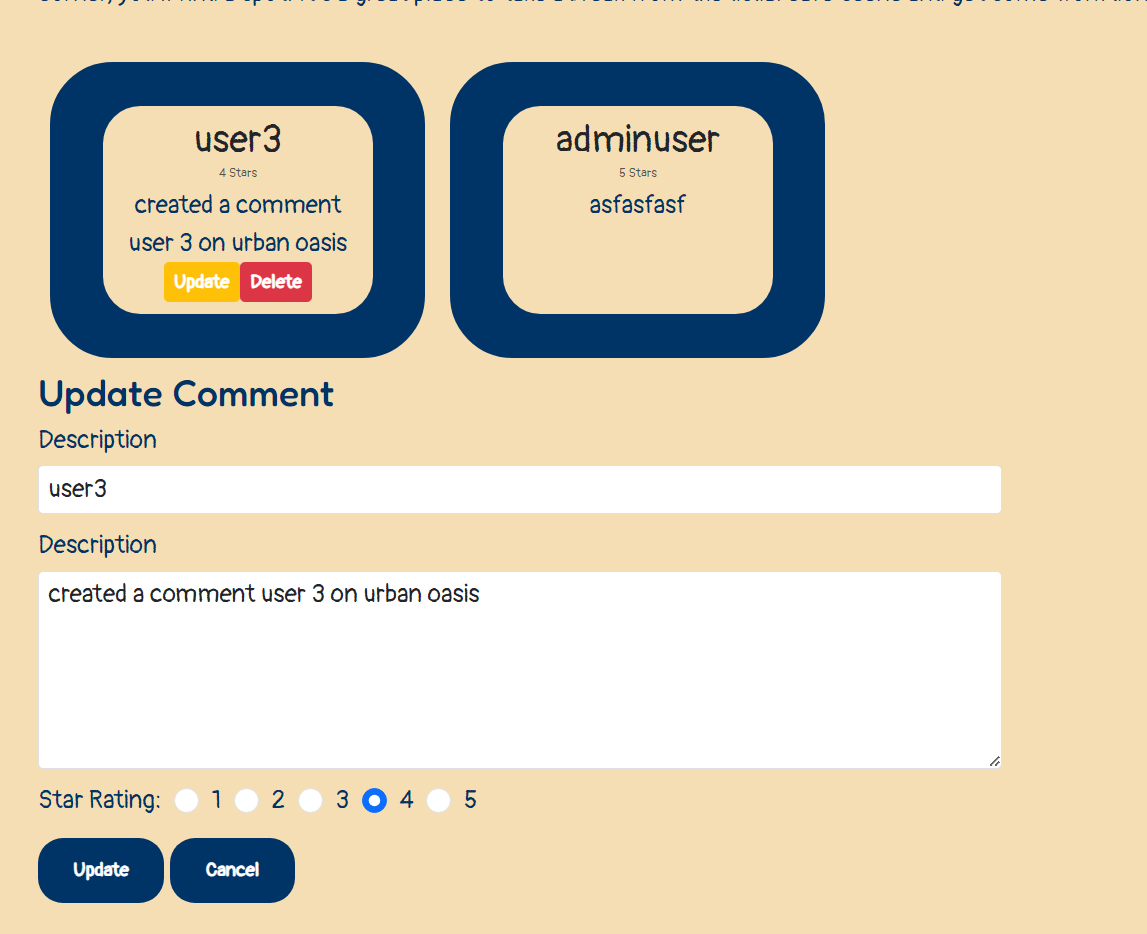 user3
4 Stars
created a comment
user 3 on urban oasis
Update Delete
adminuser
5 Stars
asfasfasf
Update Comment
Description
user3
Description
created a comment user 3 on urban oasis
Star Rating: 1 2 3 4 5
Update Cancel